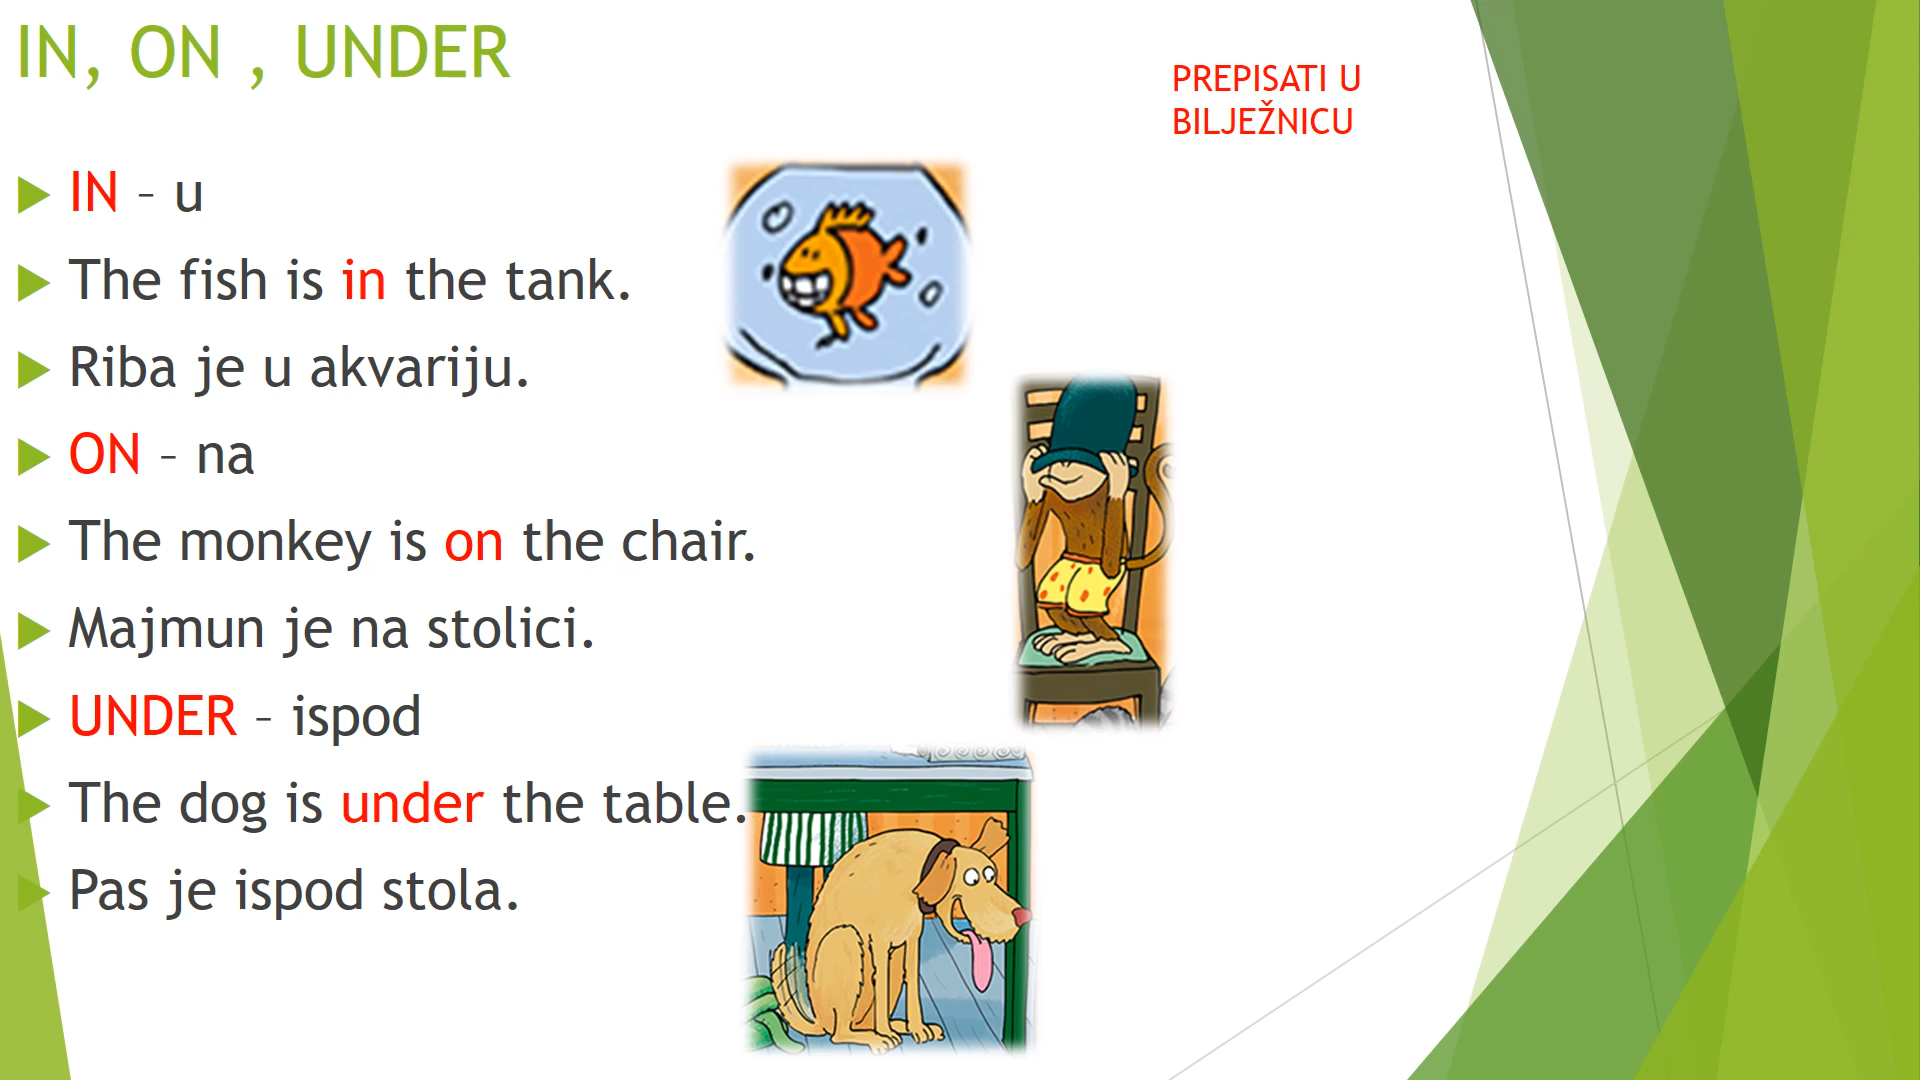 IN, ON , UNDER
PREPISATI U
BILJEŽNICU
IN – u
The fish is in the tank.
Riba je u akvariju.
ON – na
The monkey is on the chair.
Majmun je na stolici.
UNDER – ispod
The dog is under the table.
Pas je ispod stola.